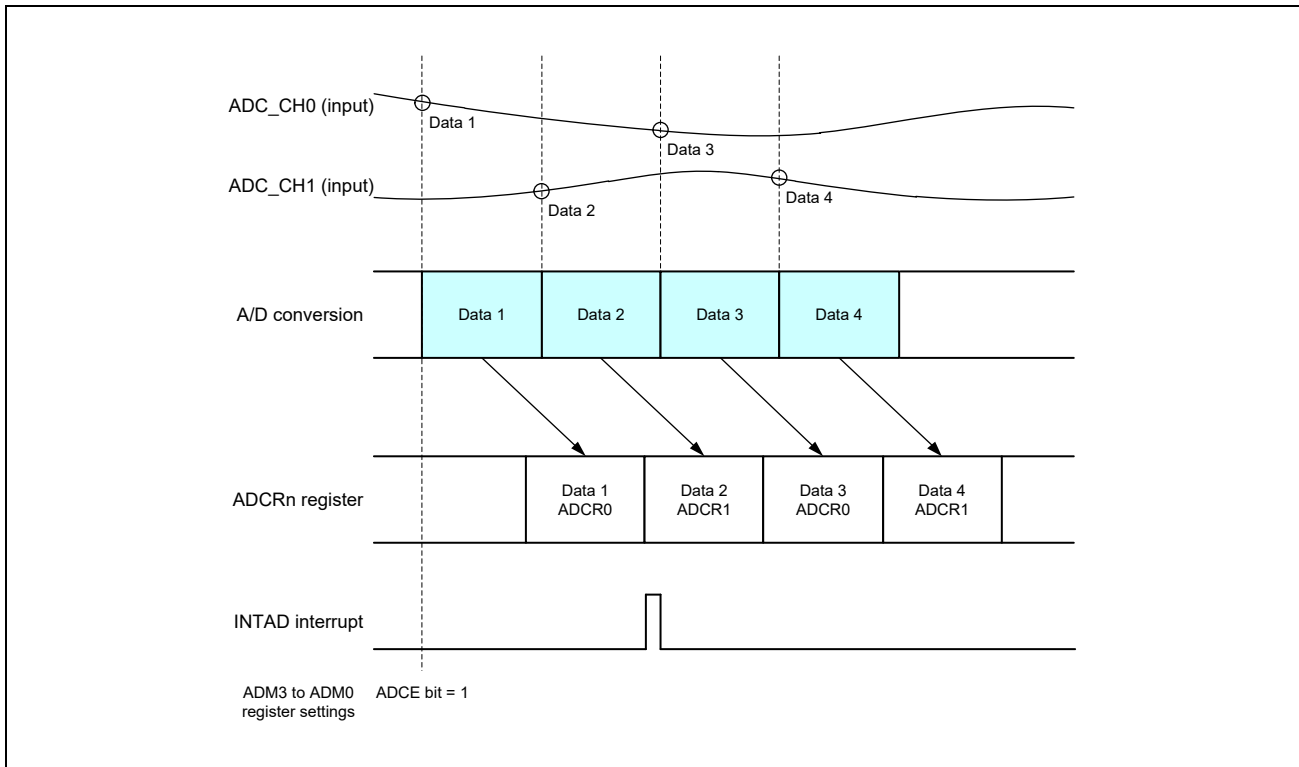 ADC_CH0 (input)
Data 1
Data 3
ADC_CH1 (input)
Data 2
Data 4
A/D conversion
Data 1
Data 2
Data 3
Data 4
ADCRn register
Data 1
ADCR0
Data 2
ADCR1
Data 3
ADCR0
Data 4
ADCR1
INTAD interrupt
ADM3 to ADM0
register settings
ADCE bit = 1